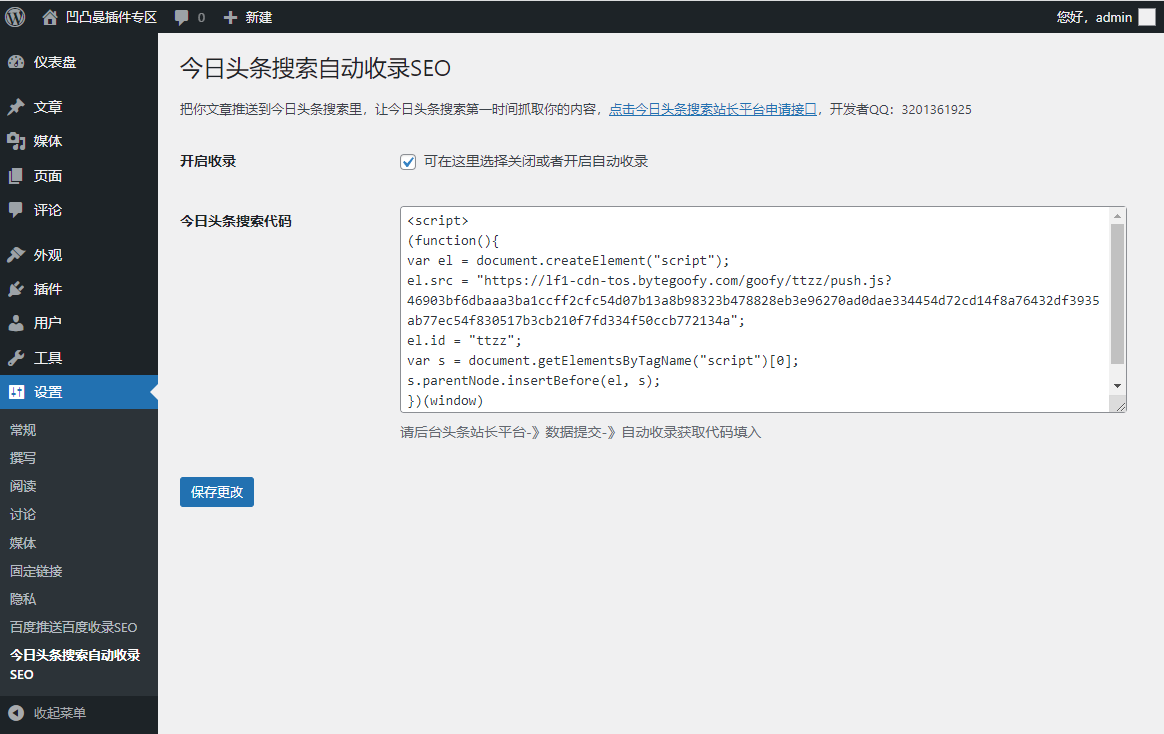 凹凸曼插件专区 0 新建 您好，admin
仪表盘
文章
媒体
页面
评论
外观
插件
用户
工具
设置
常规
撰写
阅读
讨论
媒体
固定链接
隐私
百度推送百度收录SEO
今日头条搜索自动收录
SEO
收起菜单
今日头条搜索自动收录SEO
把你文章推送到今日头条搜索里，让今日头条搜索第一时间抓取你的内容，点击今日头条搜索站长平台申请接口，开发者QQ：3201361925
开启收录 可在这里选择关闭或者开启自动收录
今日头条搜索代码
<script>
(function(){
var el = document.createElement("script");
el.src = "https://lf1-cdn-tos.bytegoofy.com/goofy/ttzz/push.js?
46903bf6dbaaa3ba1ccff2cfc54d07b13a8b98323b478828eb3e96270ad0dae334454d72cd14f8a76432df3935
ab77ec54f830517b3cb210f7fd334f50ccb772134a";
el.id = "ttzz";
var s = document.getElementsByTagName("script")[0];
s.parentNode.insertBefore(el, s);
})(window)
请后台头条站长平台-》数据提交-》自动收录获取代码填入
保存更改